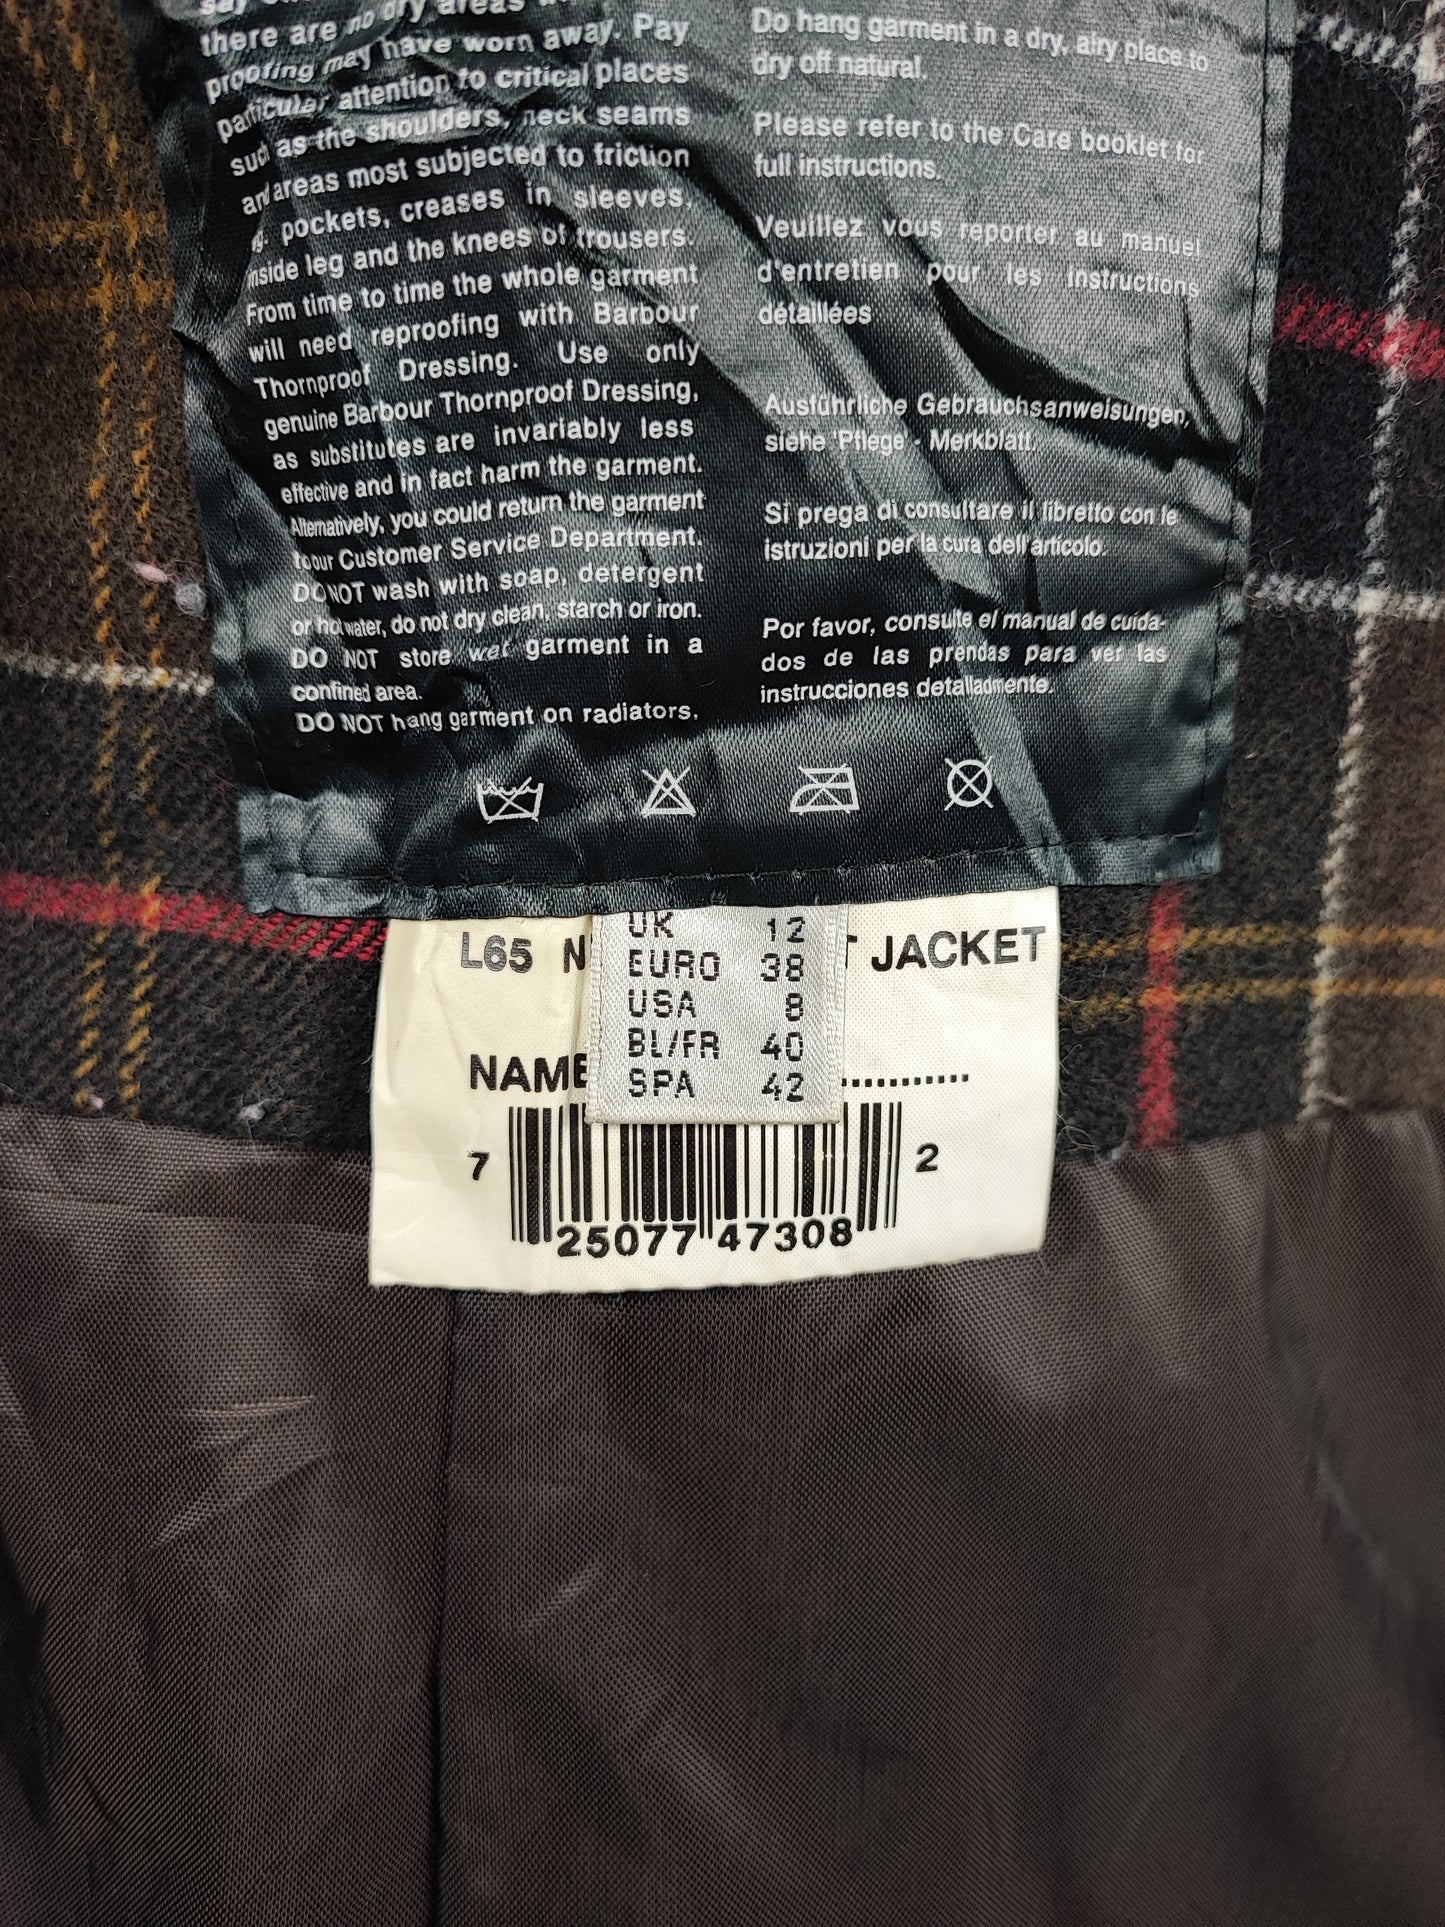 there are no dry areas
proofing may have worn away. Pay
particular attention to critical places
such as the shoulders, neck seams
and areas most subjected to friction
pockets, creases in sleeves,
inside leg and the knees of trousers.
From time to time the whole garment
will need reproofing with Barbour
Thornproof Dressing. Use only
genuine Barbour Thornproof Dressing,
as substitutes are invariably less
effective and in fact harm the garment.
Alternatively, you could return the garment
to our Customer Service Department.
DO NOT wash with soap, detergent
or hot water, do not dry clean, starch or iron.
DO NOT store wet garment in a
confined area.
DO NOT hang garment on radiators.
Do hang garment in a dry, airy place to
dry off natural.
Please refer to the Care booklet for
full instructions.
Veuillez vous reporter au manuel
d'entretien pour les instructions
détaillées
Ausführliche Gebrauchsanweisungen,
siehe 'Pflege' - Merkblatt.
Si prega di consultare il libretto con le
istruzioni per la cura dell'articolo.
Por favor, consulte el manual de cuida-
dos de las prendas para ver las
instrucciones detalladmente.
UK 12
EURO 38
USA 8
BL/FR 40
SPA 42
L65 JACKET
NAME
7 25077 47308 2